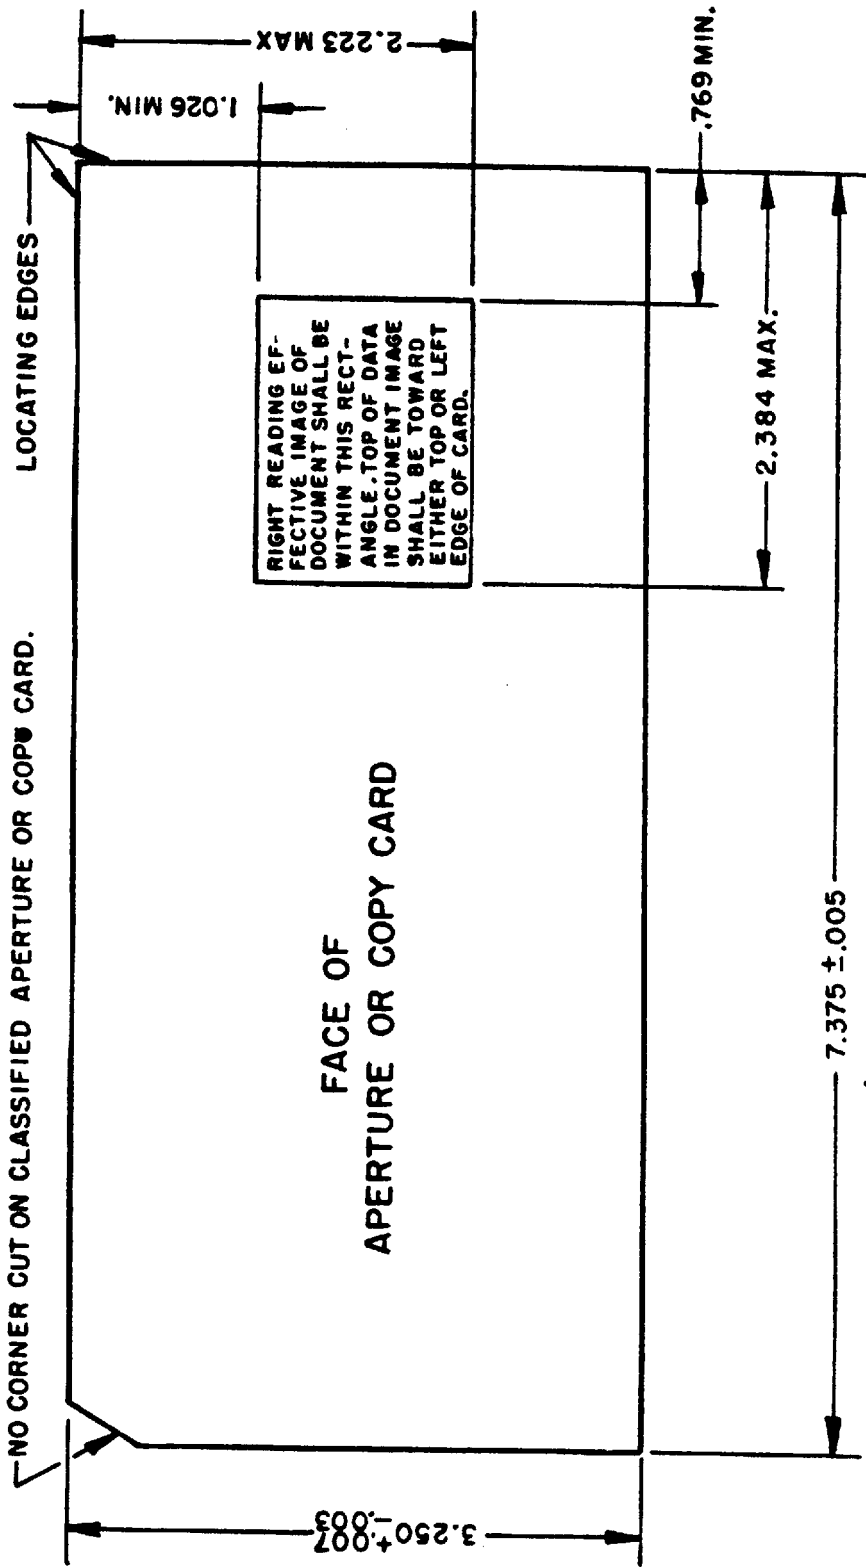 NO CORNER CUT ON CLASSIFIED APERTURE OR COPY CARD.
LOCATING EDGES
1.026 MIN.
2.223 MAX
RIGHT READING EF-
FECTIVE IMAGE OF
DOCUMENT SHALL BE
WITHIN THIS RECT-
ANGLE. TOP OF DATA
IN DOCUMENT IMAGE
SHALL BE TOWARD
EITHER TOP OR LEFT
EDGE OF CARD.
FACE OF
APERTURE OR COPY CARD
3.250 +.007
-.003
.769 MIN.
2.384 MAX.
7.375 ±.005